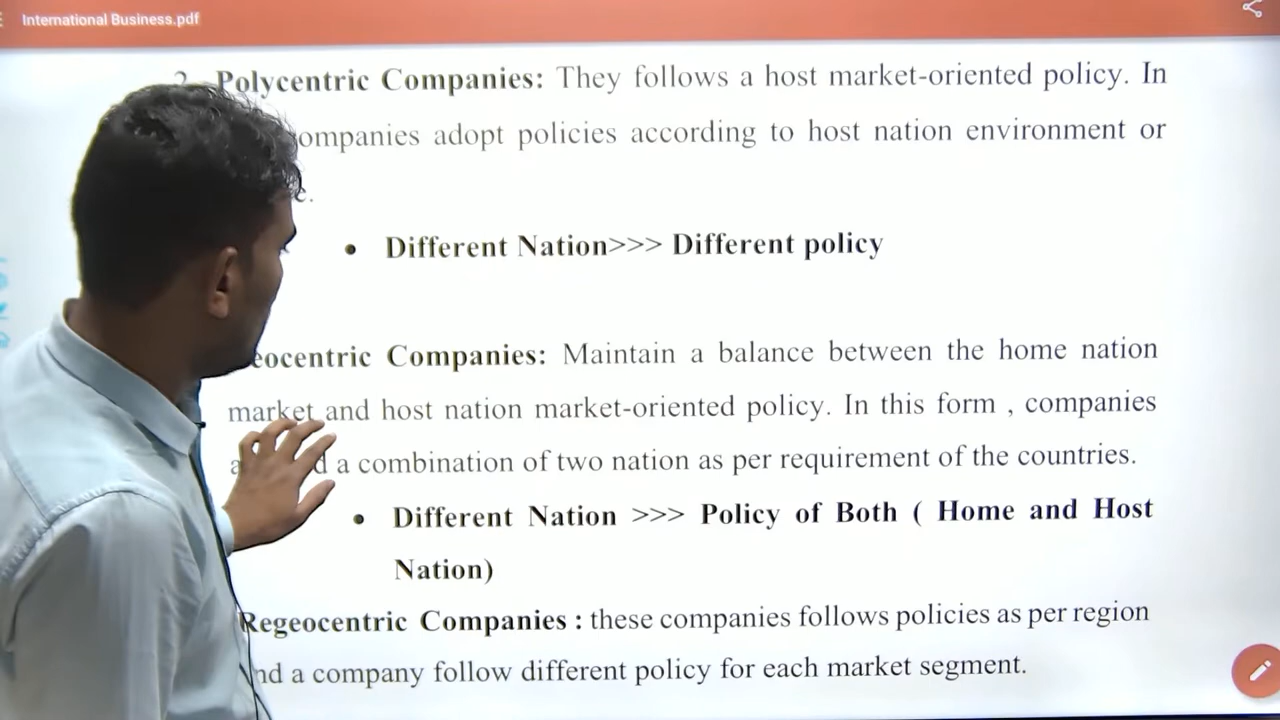 International Business.pdf
Polycentric Companies: They follows a host market-oriented policy. In
companies adopt policies according to host nation environment or
• Different Nation>>> Different policy
Geocentric Companies: Maintain a balance between the home nation
market and host nation market-oriented policy. In this form , companies
a combination of two nation as per requirement of the countries.
• Different Nation >>> Policy of Both ( Home and Host
Nation)
Regeocentric Companies : these companies follows policies as per region
and a company follow different policy for each market segment.